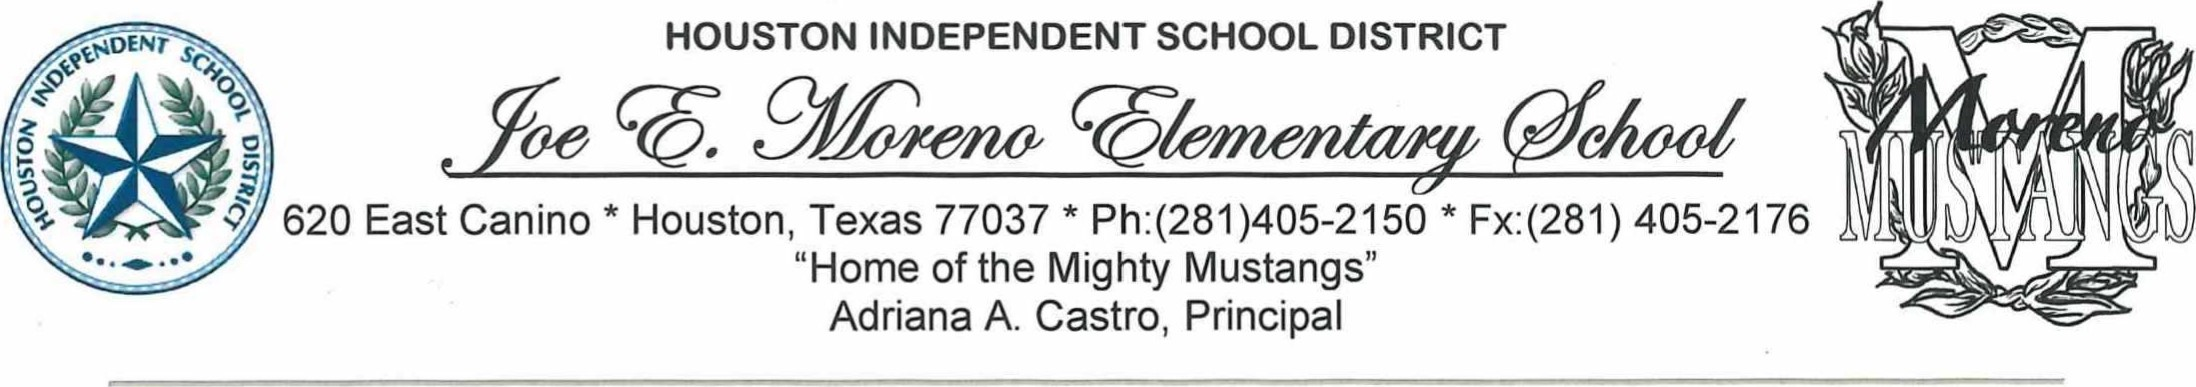 HOUSTON INDEPENDENT SCHOOL DISTRICT
HOUSTON INDEPENDENT SCHOOL DISTRICT
Joe E. Moreno Elementary School
620 East Canino * Houston, Texas 77037 * Ph:(281)405-2150 * Fx:(281) 405-2176
“Home of the Mighty Mustangs”
Adriana A. Castro, Principal
M
Moreno
MUSTANGS